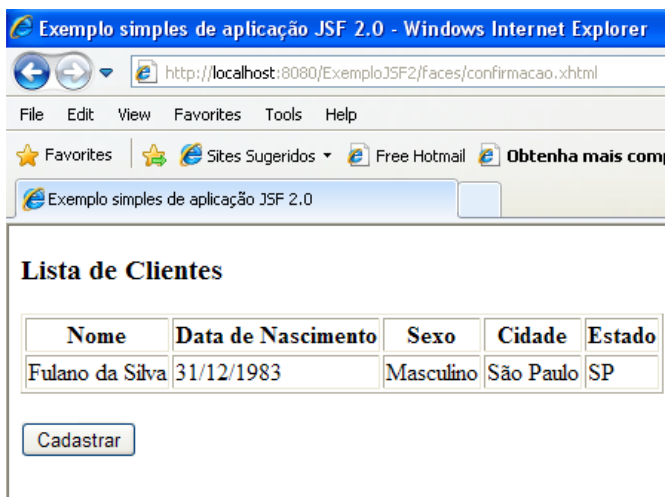 Exemplo simples de aplicação JSF 2.0 - Windows Internet Explorer
http://localhost:8080/ExemploJSF2/faces/confirmacao.xhtml
File Edit View Favorites Tools Help
Favorites Sites Sugeridos Free Hotmail Obtenha mais
Exemplo simples de aplicação JSF 2.0
Lista de Clientes
Nome Data de Nascimento Sexo Cidade Estado
Fulano da Silva 31/12/1983 Masculino São Paulo SP
Cadastrar